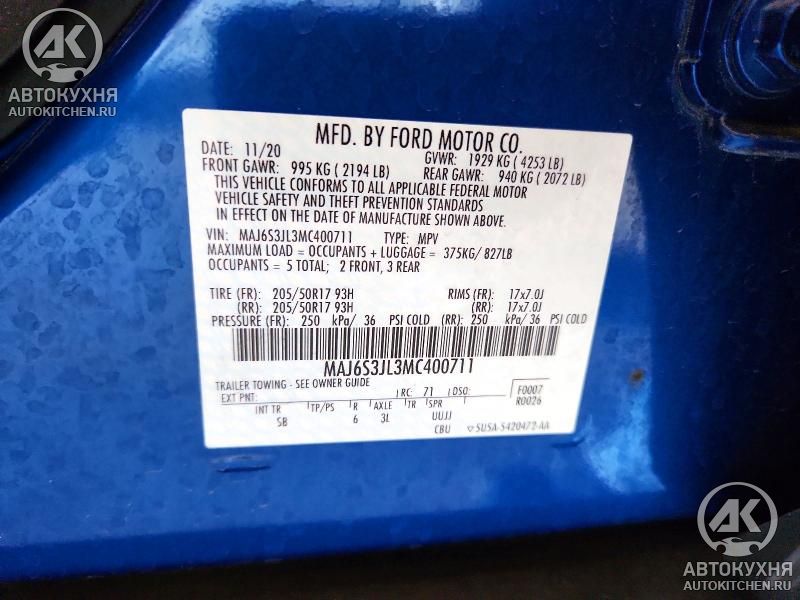 AK
АВТОКУХНЯ
AUTOKITCHEN.RU
MFD. BY FORD MOTOR CO.
DATE: 11/20 GVWR: 1929 KG ( 4253 LB)
FRONT GAWR: 995 KG ( 2194 LB) REAR GAWR: 940 KG ( 2072 LB)
THIS VEHICLE CONFORMS TO ALL APPLICABLE FEDERAL MOTOR
VEHICLE SAFETY AND THEFT PREVENTION STANDARDS
IN EFFECT ON THE DATE OF MANUFACTURE SHOWN ABOVE.
VIN: MAJ6S3JL3MC400711 TYPE: MPV
MAXIMUM LOAD = OCCUPANTS + LUGGAGE = 375KG/ 827LB
OCCUPANTS = 5 TOTAL; 2 FRONT, 3 REAR
TIRE (FR): 205/50R17 93H RIMS (FR): 17x7.0J
(RR): 205/50R17 93H (RR): 17x7.0J
PRESSURE (FR): 250 kPa/ 36 PSI COLD (RR): 250 kPa/ 36 PSI COLD
MAJ6S3JL3MC400711
TRAILER TOWING - SEE OWNER GUIDE
EXT PNT: RC: 71 DSO: F0007
R0026
INT TR TP/PS R AXLE TR SPR
SB 6 3L UUJJ
CBU ▽ SUSA-S420472-AA
AK
АВТОКУХНЯ
AUTOKITCHEN.RU